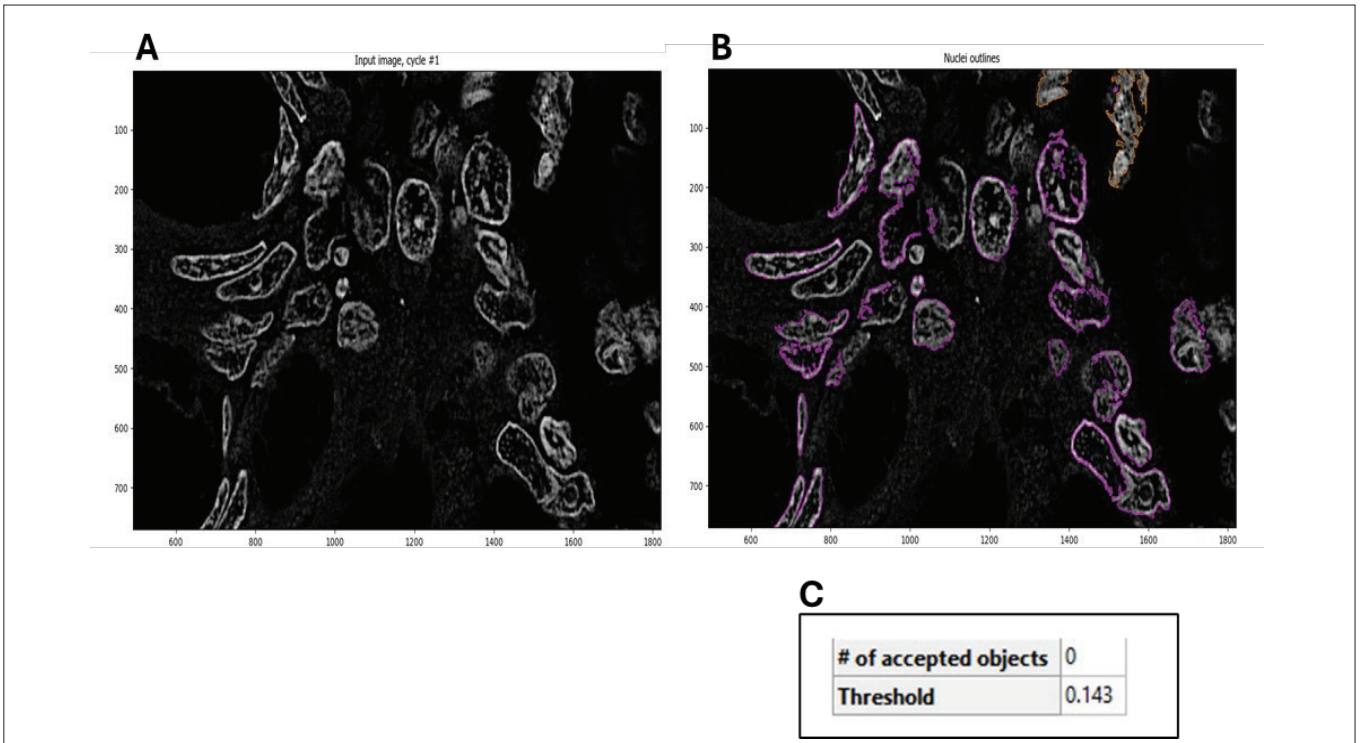 A
Input image, cycle #1
100
200
300
400
500
600
700
600 800 1000 1200 1400 1600 1800
B
Nuclei outlines
100
200
300
400
500
600
700
600 800 1000 1200 1400 1600 1800
C
# of accepted objects 0
Threshold 0.143